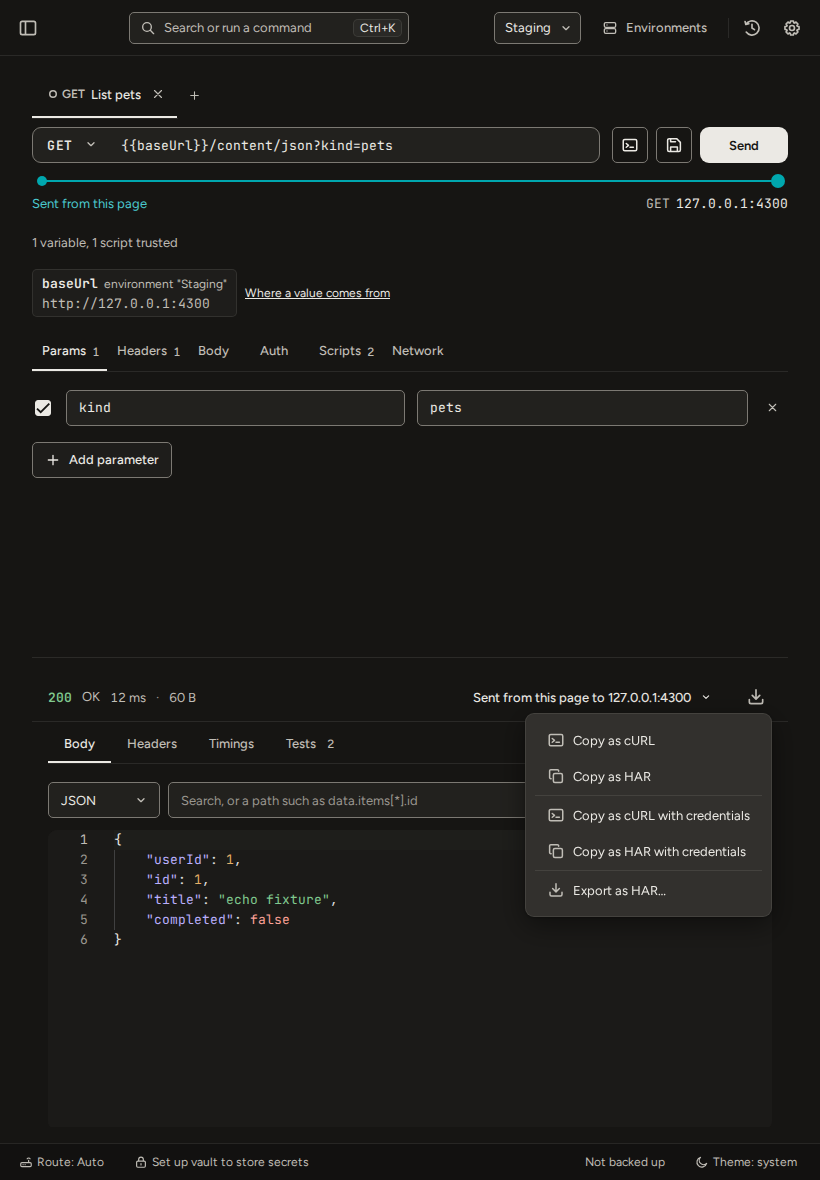 Search or run a command Ctrl+K Staging Environments
GET List pets
GET {{baseUrl}}/content/json?kind=pets Send
Sent from this page GET 127.0.0.1:4300
1 variable, 1 script trusted
baseUrl environment "Staging"
http://127.0.0.1:4300
Where a value comes from
Params 1 Headers 1 Body Auth Scripts 2 Network
kind pets
Add parameter
200 OK 12 ms · 60 B Sent from this page to 127.0.0.1:4300
Body Headers Timings Tests 2
JSON Search, or a path such as data.items[*].id
1 {
2 "userId": 1,
3 "id": 1,
4 "title": "echo fixture",
5 "completed": false
6 }
Copy as cURL
Copy as HAR
Copy as cURL with credentials
Copy as HAR with credentials
Export as HAR...
Route: Auto Set up vault to store secrets Not backed up Theme: system